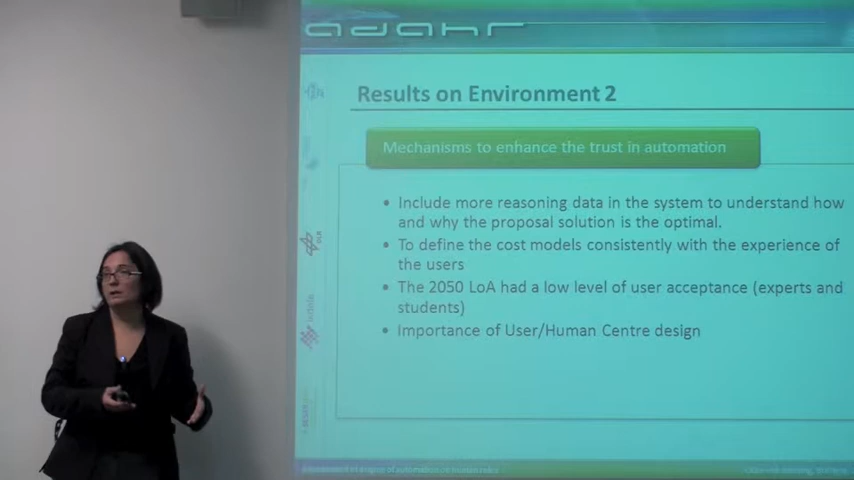 adahr
Results on Environment 2
Mechanisms to enhance the trust in automation
• Include more reasoning data in the system to understand how
and why the proposal solution is the optimal.
• To define the cost models consistently with the experience of
the users
• The 2050 LoA had a low level of user acceptance (experts and
students)
• Importance of User/Human Centre design
DLR